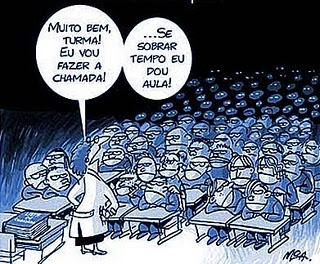 MUITO BEM,
TURMA!
EU VOU
FAZER A
CHAMADA!
...SE
SOBRAR
TEMPO EU
DOU
AULA!